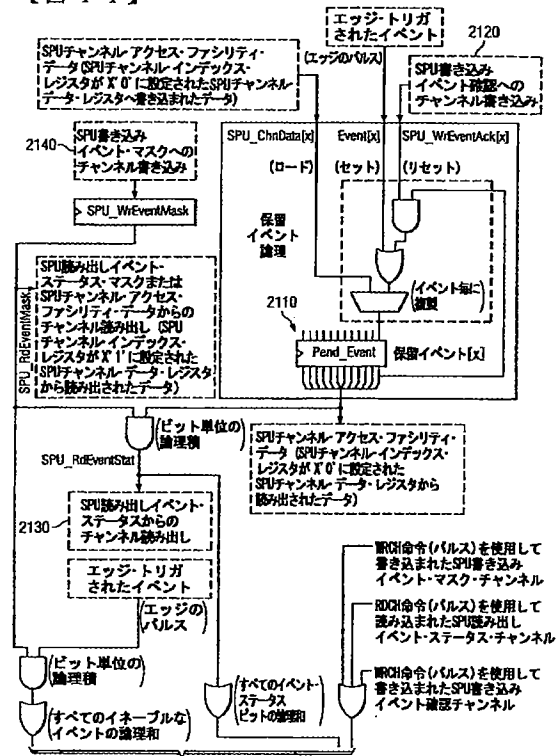 エッジ・トリガ
されたイベント
2120
SPUチャンネル・アクセス・ファシリティ・
データ(SPUチャンネル・インデックス・
レジスタがX'0'に設定されたSPUチャンネル・
データ・レジスタへ書き込まれたデータ)
(エッジのパルス)
SPU書き込み
イベント確認への
チャンネル書き込み
2140
SPU書き込み
イベント・マスクへの
チャンネル書き込み
SPU_ChnData[x]
Event[x]
SPU_WrEventAck[x]
(ロード)
(セット)
(リセット)
SPU_WrEventMask
保留
イベント
論理
SPU_RdEventMask
SPU読み出しイベント・
ステータス・マスクまたは
SPUチャンネル・アクセス・
ファシリティ・データからの
チャンネル読み出し(SPU
チャンネル・インデックス・
レジスタがX'1'に設定された
SPUチャンネル・データ・レジスタ
から読み出されたデータ)
(イベント毎に
複製)
2110
Pend_Event
保留イベント[x]
(ビット単位の
論理積)
SPU_RdEventStat
SPUチャンネル・アクセス・ファシリティ・
データ(SPUチャンネル・インデックス・
レジスタがX'0'に設定された
SPUチャンネル・データ・レジスタから
読み出されたデータ)
2130
SPU読み出しイベント・
ステータスからの
チャンネル読み出し
エッジ・トリガ
されたイベント
(エッジの
パルス)
WRCH命令(パルス)を使用して
書き込まれたSPU書き込み
イベント・マスク・チャンネル
RDCH命令(パルス)を使用して
読み込まれたSPU読み出し
イベント・ステータス・チャンネル
(ビット単位の
論理積)
(すべてのイベント・
ステータス
ビットの論理和)
WRCH命令(パルス)を使用して
書き込まれたSPU書き込み
イベント確認チャンネル
(すべてのイネーブルな
イベントの論理和)